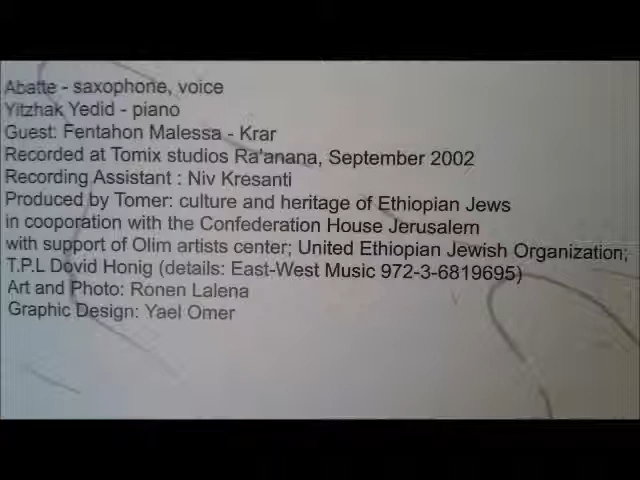 Abatte - saxophone, voice
Yitzhak Yedid - piano
Guest: Fentahon Malessa - Krar
Recorded at Tomix studios Ra'anana, September 2002
Recording Assistant : Niv Kresanti
Produced by Tomer: culture and heritage of Ethiopian Jews
in cooporation with the Confederation House Jerusalem
with support of Olim artists center; United Ethiopian Jewish Organization;
T.P.L Dovid Honig (details: East-West Music 972-3-6819695)
Art and Photo: Ronen Lalena
Graphic Design: Yael Omer